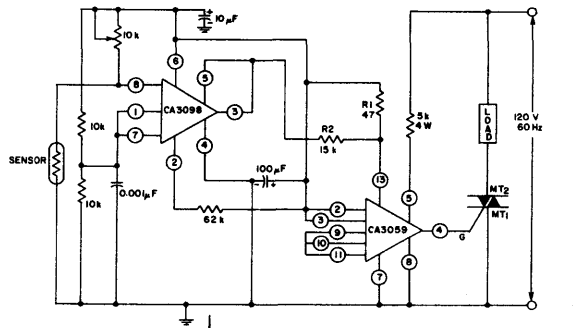 10 µF
10 k
6
8
5
CA3098
1
3
7
R1
47
5 k
4 W
LOAD
120 V
60 Hz
10k
R2
15 k
2
4
SENSOR
100 µF
13
MT2
MT1
10k
0.001µF
62 k
2
5
3
9
CA3059
4
G
10
11
7
8